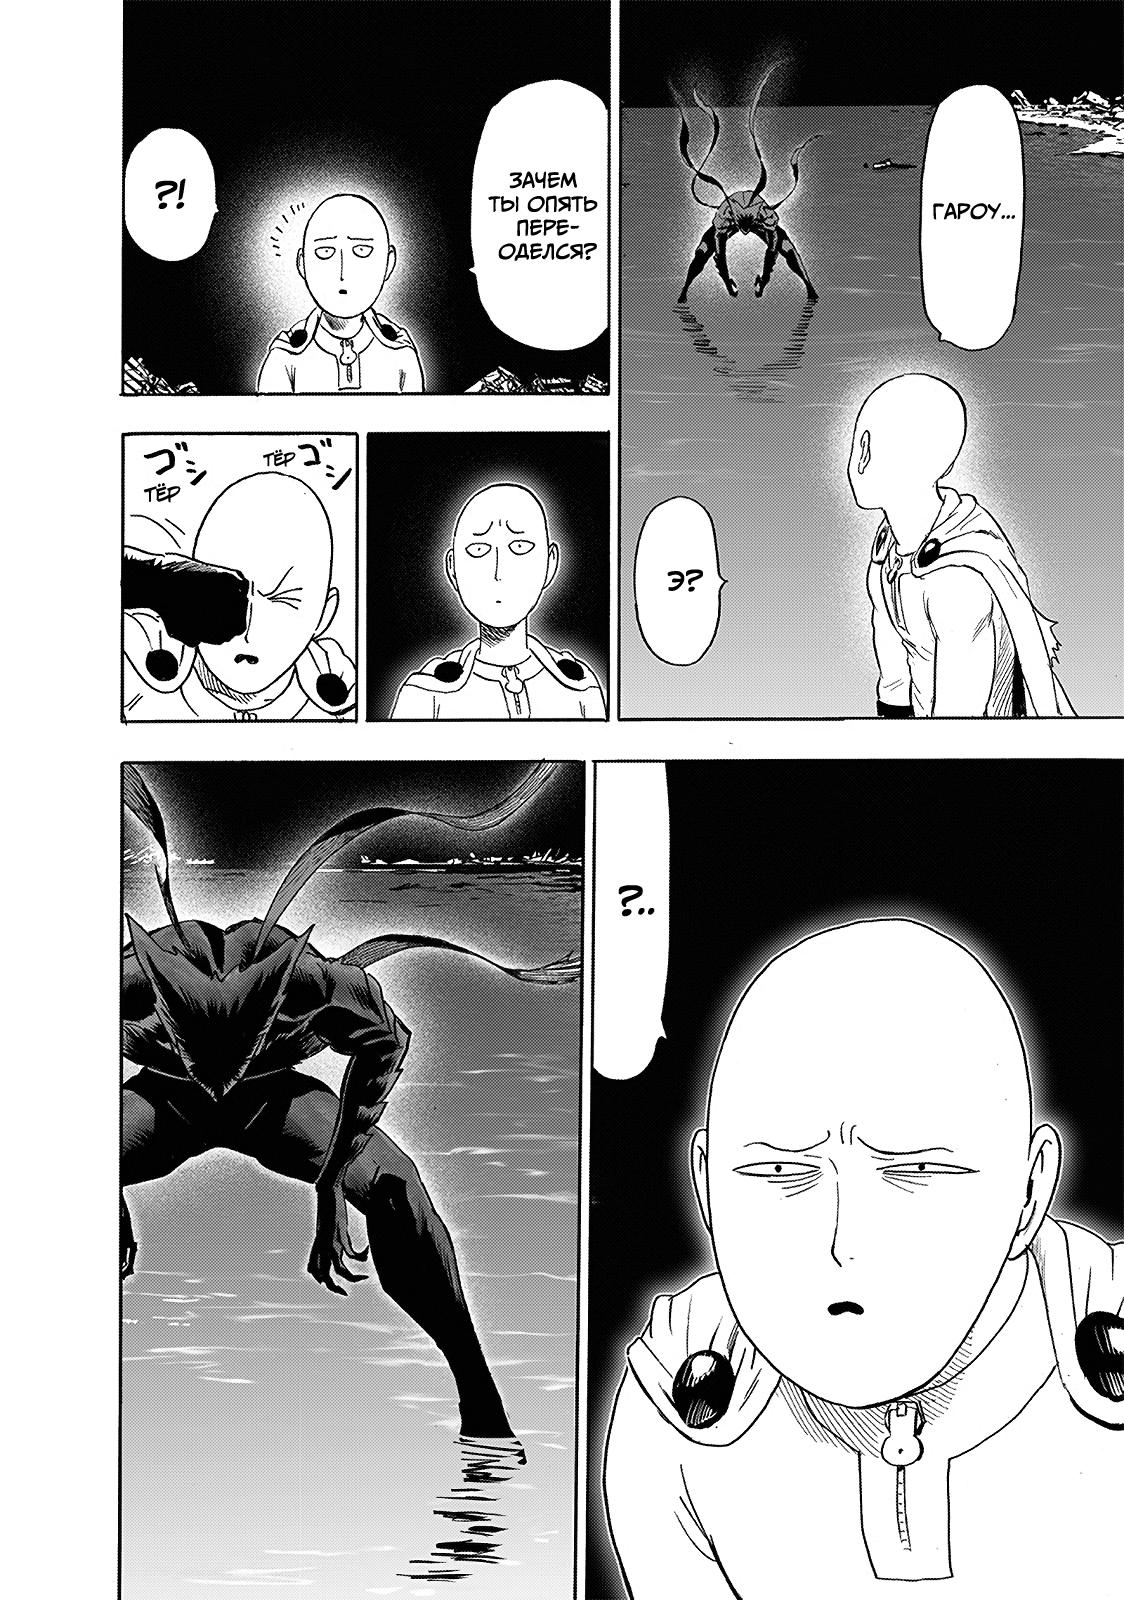 ГАРОУ...
Э?
ЗАЧЕМ
ТЫ ОПЯТЬ
ПЕРЕ-
ОДЕЛСЯ?
?!
ゴシ
ТЁР
ゴシ
ТЁР
?..